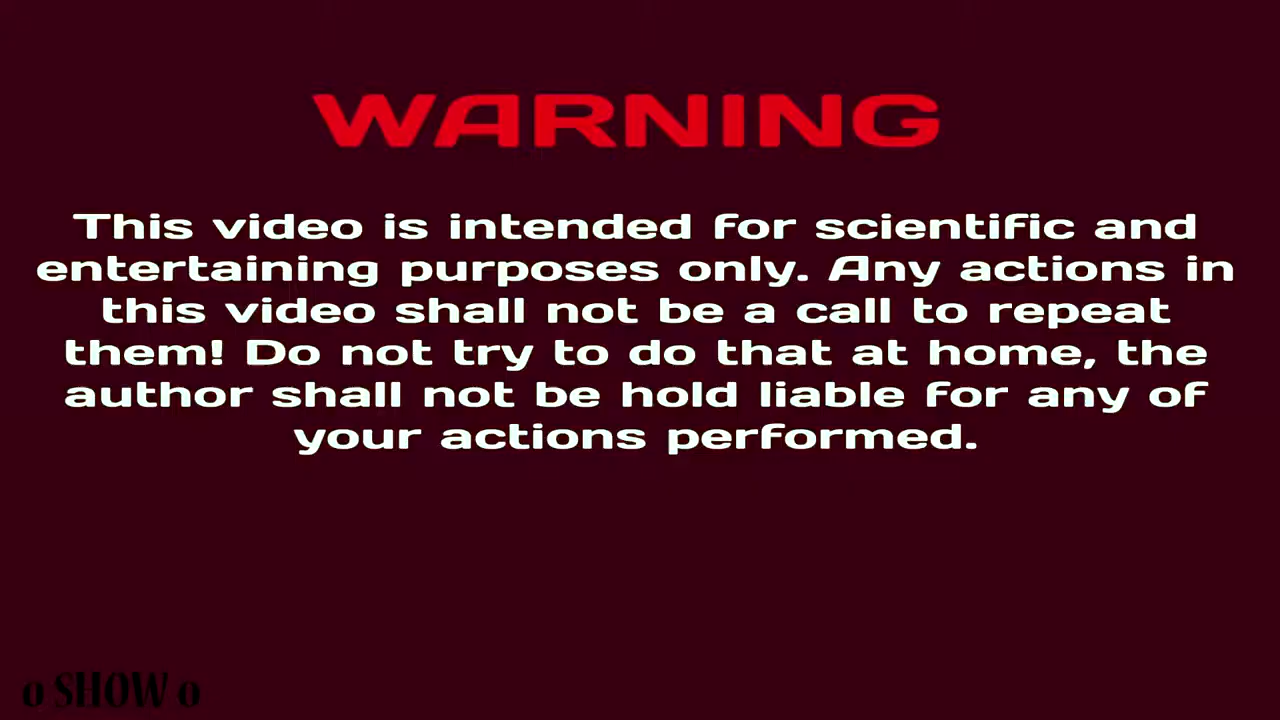 WARNING
This video is intended for scientific and
entertaining purposes only. Any actions in
this video shall not be a call to repeat
them! Do not try to do that at home, the
author shall not be hold liable for any of
your actions performed.
o SHOW o